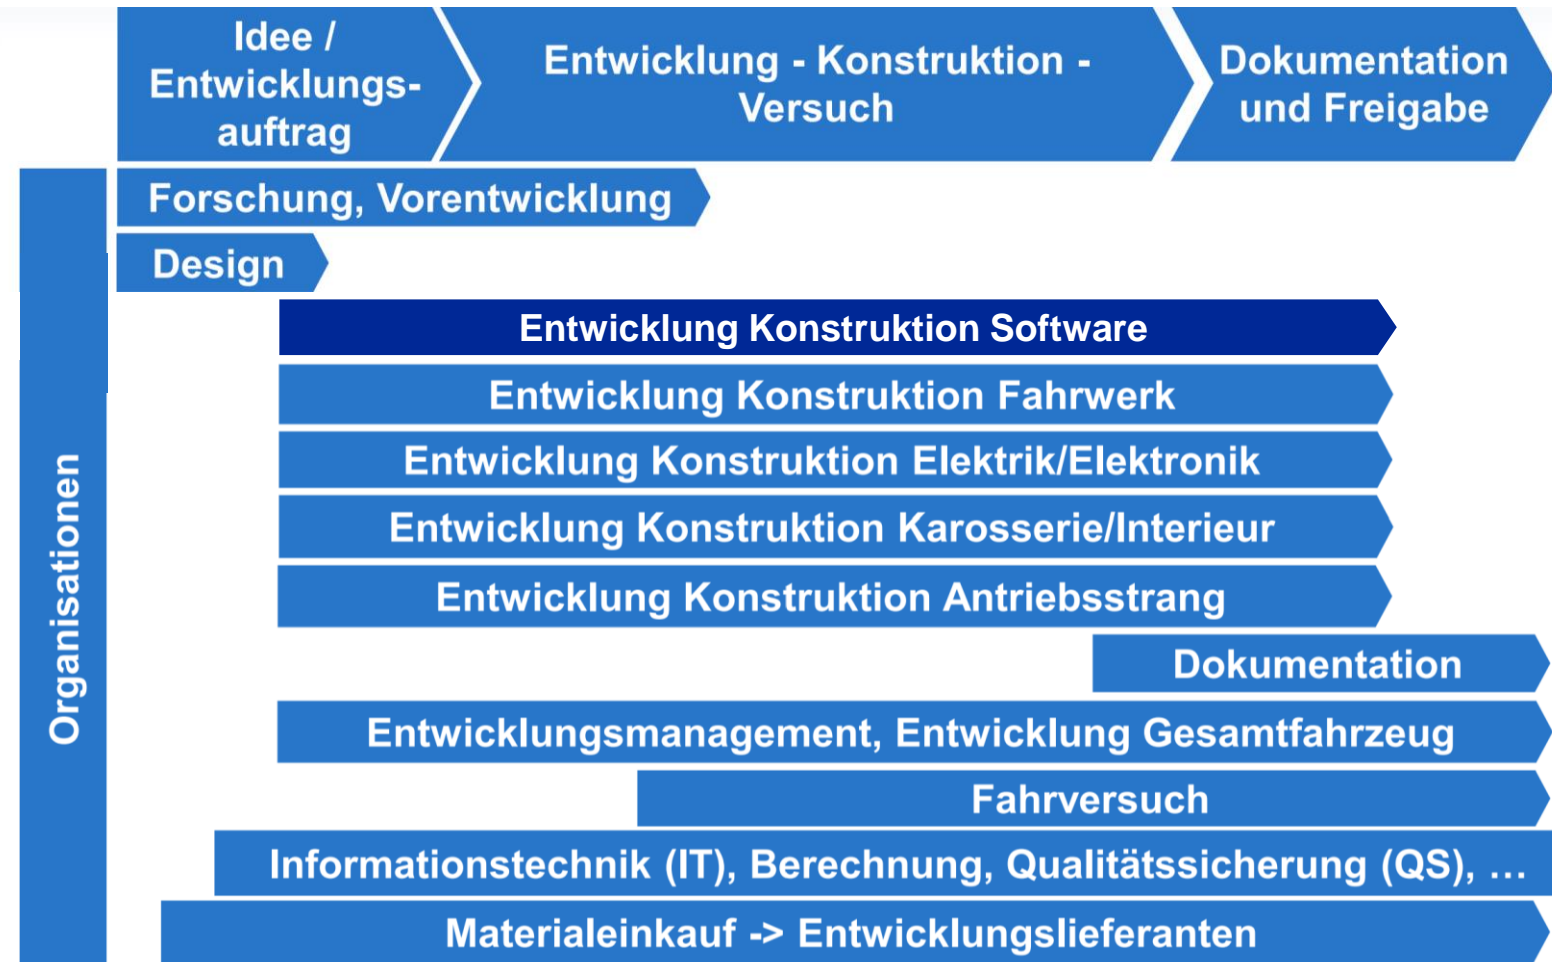 Idee /
Entwicklungs-
auftrag
Entwicklung - Konstruktion -
Versuch
Dokumentation
und Freigabe
Organisationen
Forschung, Vorentwicklung
Design
Entwicklung Konstruktion Software
Entwicklung Konstruktion Fahrwerk
Entwicklung Konstruktion Elektrik/Elektronik
Entwicklung Konstruktion Karosserie/Interieur
Entwicklung Konstruktion Antriebsstrang
Dokumentation
Entwicklungsmanagement, Entwicklung Gesamtfahrzeug
Fahrversuch
Informationstechnik (IT), Berechnung, Qualitätssicherung (QS), ...
Materialeinkauf -> Entwicklungslieferanten